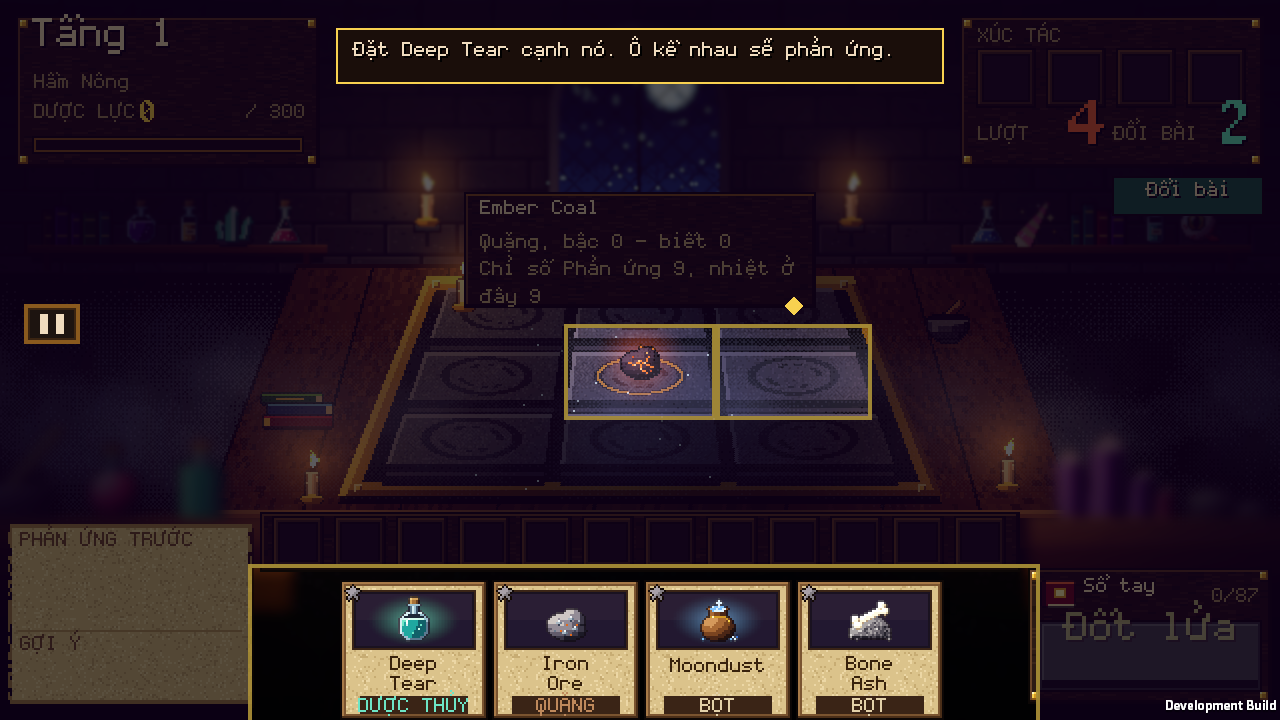 Tầng 1
Hầm Nông
DƯỢC LỰC 0 / 300
Đặt Deep Tear cạnh nó. Ô kề nhau sẽ phản ứng.
XÚC TÁC
LƯỢT 4 ĐỔI BÀI 2
Đổi bài
Ember Coal
Quặng, bậc 0 - biết 0
Chỉ số Phản ứng 9, nhiệt ở
đây 9
PHẢN ỨNG TRƯỚC
GỢI Ý
Deep
Tear
DƯỢC THỦY
Iron
Ore
QUẶNG
Moondust
BỘT
Bone
Ash
BỘT
Sổ tay
0/87
Đốt lửa
Development Build